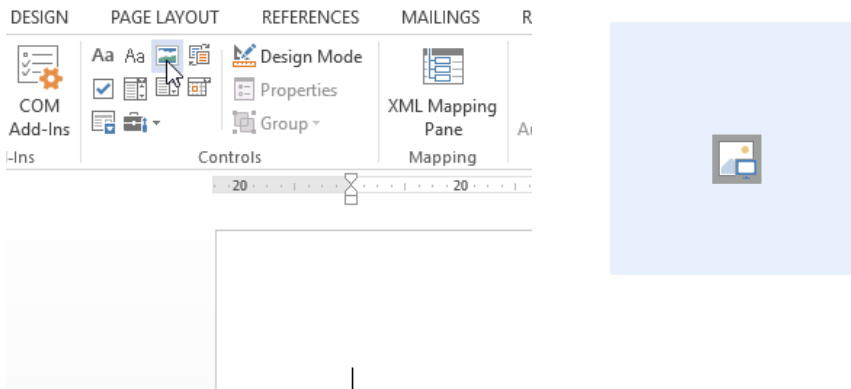 DESIGN PAGE LAYOUT REFERENCES MAILINGS R
Aa Aa
Design Mode
Properties
Group
COM
Add-Ins
XML Mapping
Pane
A
-Ins
Controls
Mapping
20 20